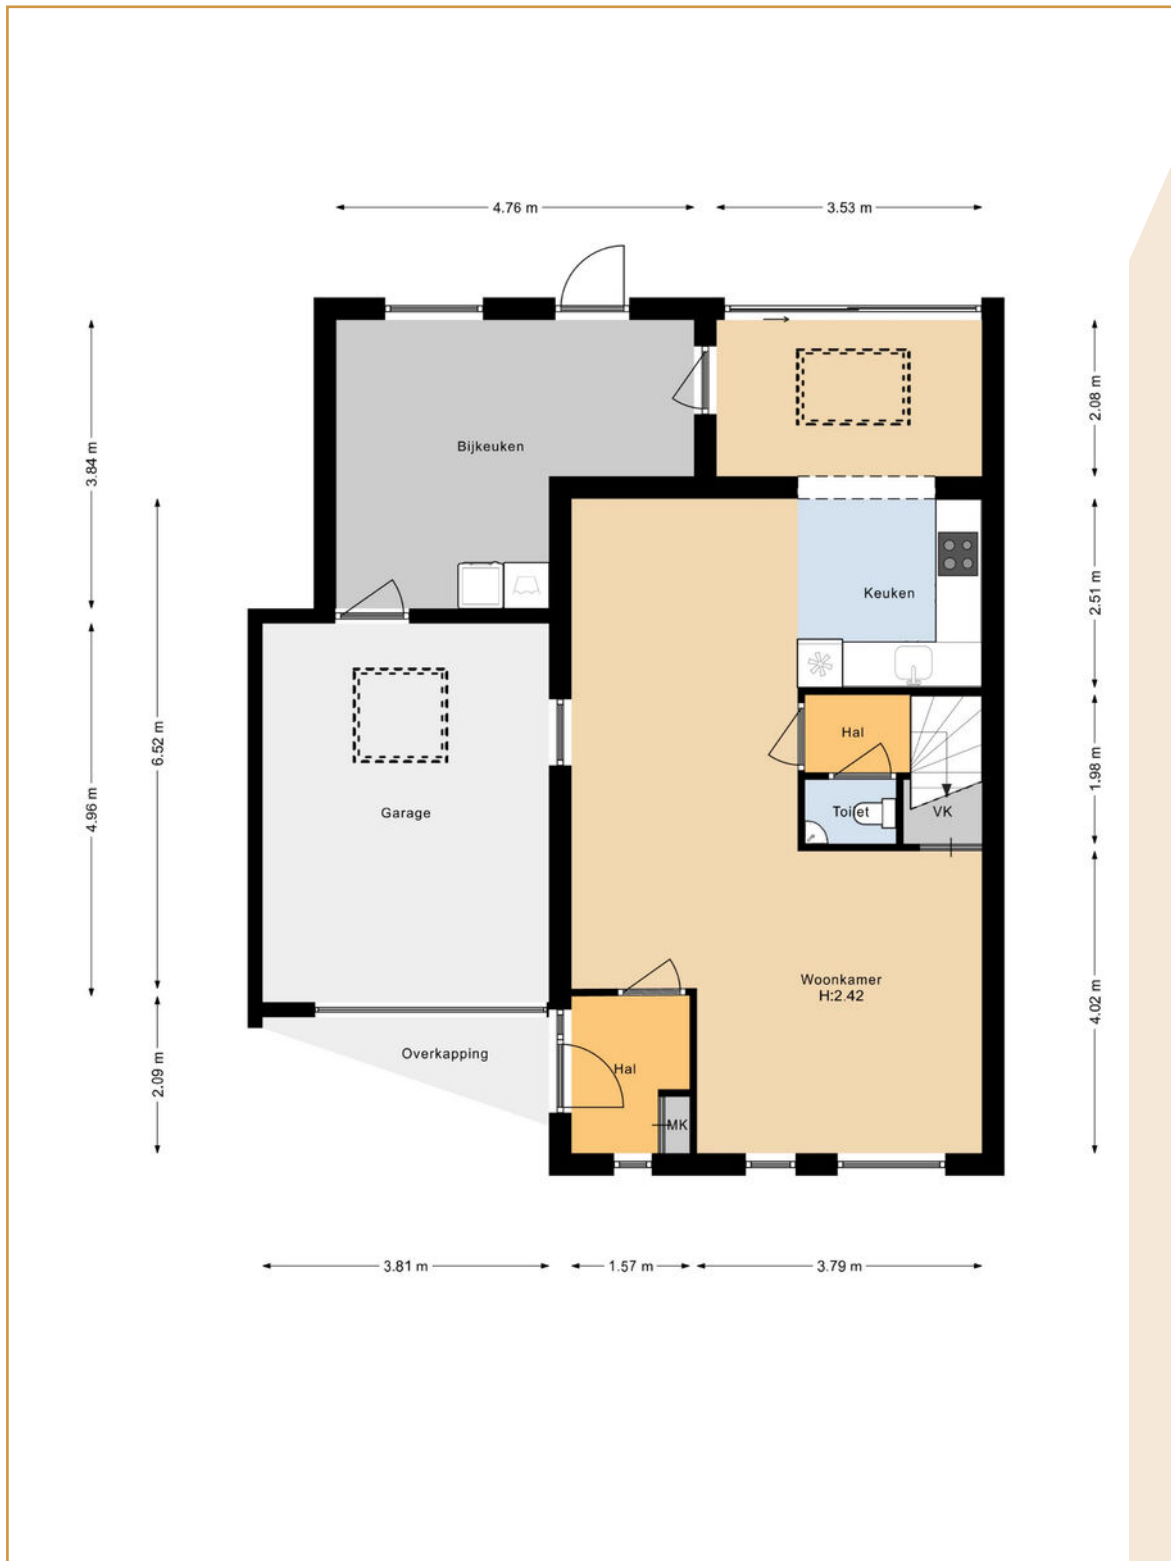 4.76 m
3.53 m
3.84 m
2.08 m
Bijkeuken
2.51 m
Keuken
6.52 m
Hal
1.98 m
4.96 m
Garage
Toilet
VK
Woonkamer
H:2.42
4.02 m
Overkapping
2.09 m
Hal
MK
3.81 m
1.57 m
3.79 m